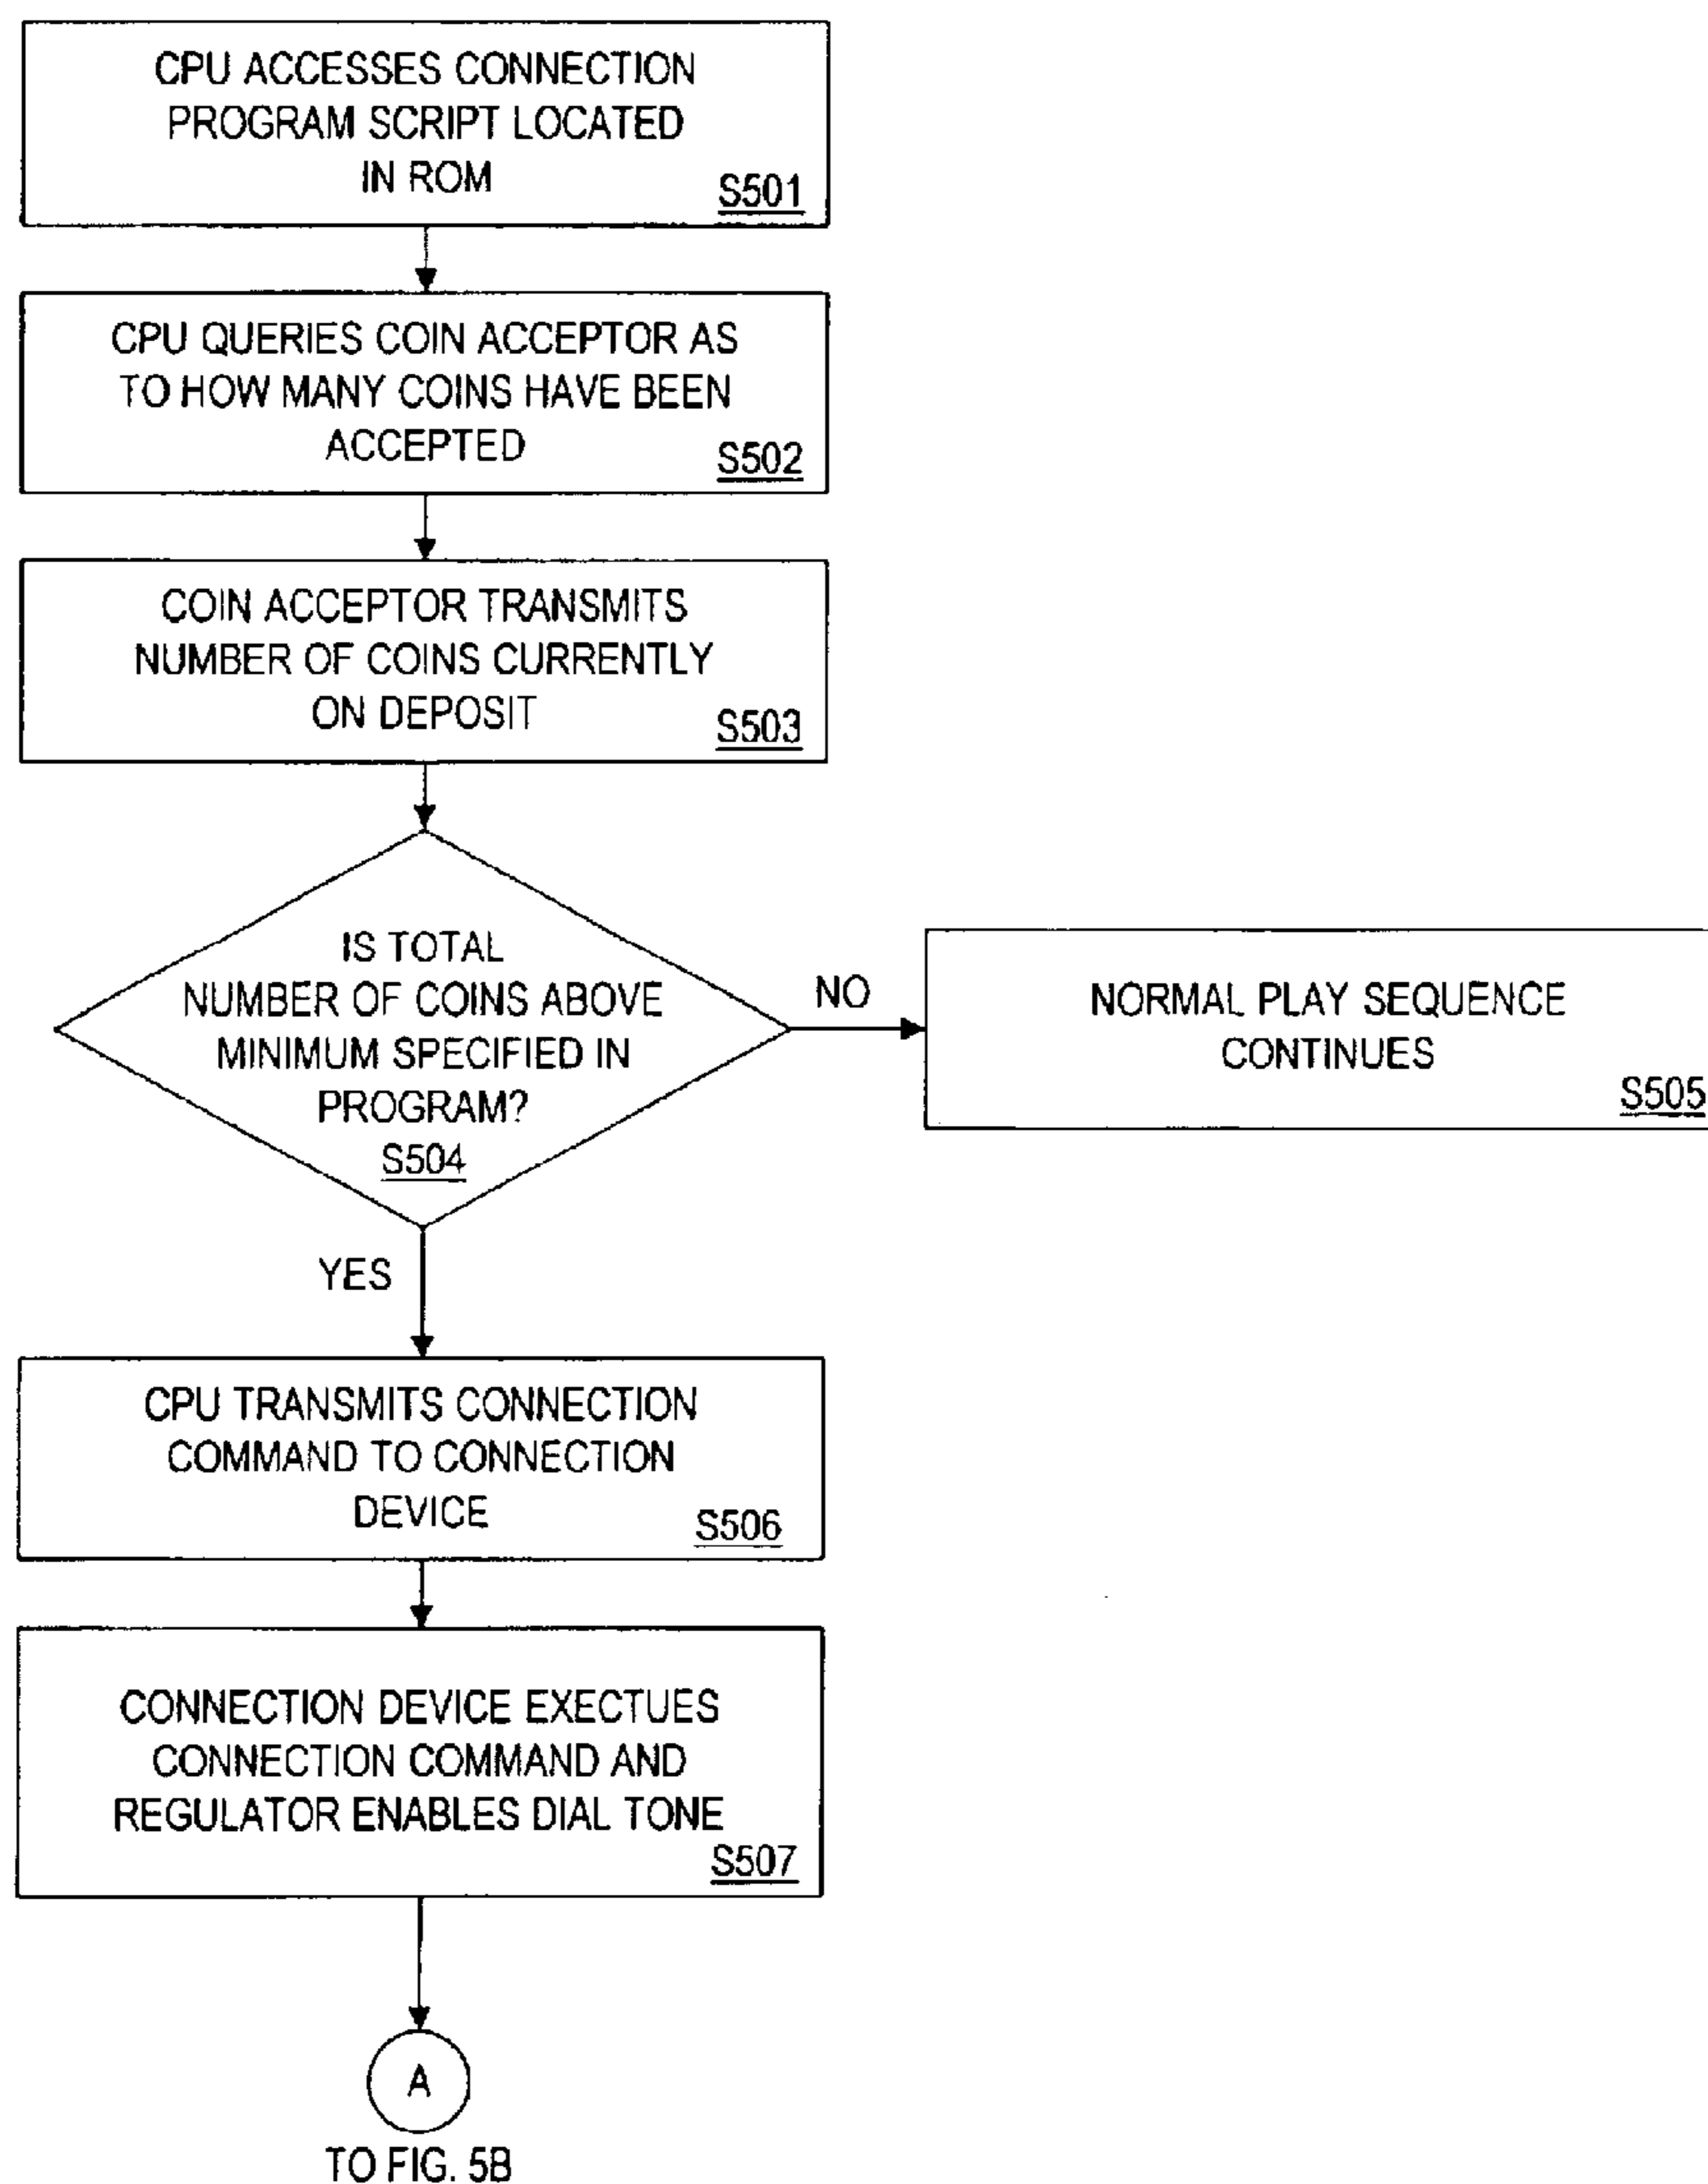 CPU ACCESSES CONNECTION
PROGRAM SCRIPT LOCATED
IN ROM
S501
CPU QUERIES COIN ACCEPTOR AS
TO HOW MANY COINS HAVE BEEN
ACCEPTED
S502
COIN ACCEPTOR TRANSMITS
NUMBER OF COINS CURRENTLY
ON DEPOSIT
S503
IS TOTAL
NUMBER OF COINS ABOVE
MINIMUM SPECIFIED IN
PROGRAM?
S504
NO
NORMAL PLAY SEQUENCE
CONTINUES
S505
YES
CPU TRANSMITS CONNECTION
COMMAND TO CONNECTION
DEVICE
S506
CONNECTION DEVICE EXECTUES
CONNECTION COMMAND AND
REGULATOR ENABLES DIAL TONE
S507
A
TO FIG. 5B